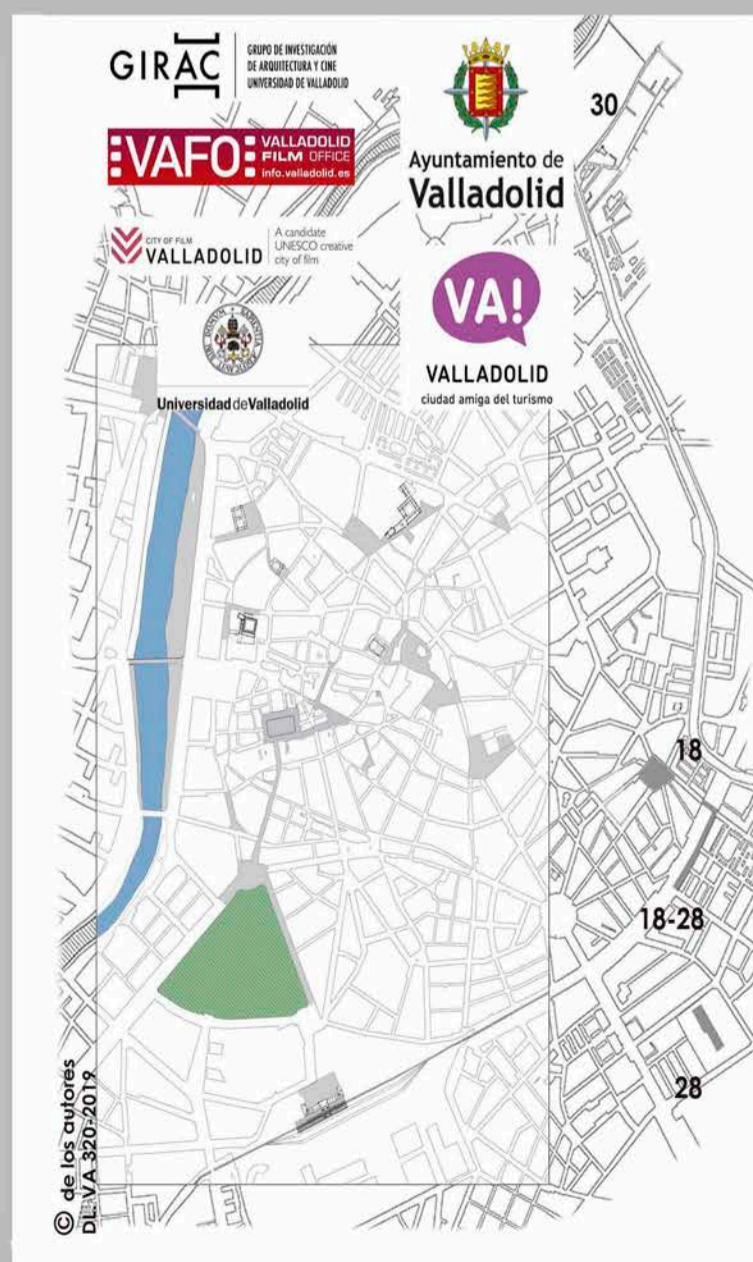 GIRAC
GRUPO DE INVESTIGACIÓN
DE ARQUITECTURA Y CINE
UNIVERSIDAD DE VALLADOLID
VAFO
VALLADOLID
FILM OFFICE
info.valladolid.es
CITY OF FILM
VALLADOLID
A candidate
UNESCO creative
city of film
Universidad de Valladolid
Ayuntamiento de
Valladolid
VA!
VALLADOLID
ciudad amiga del turismo
30
18
18-28
28
© de los autores
DL: VA 320-2019